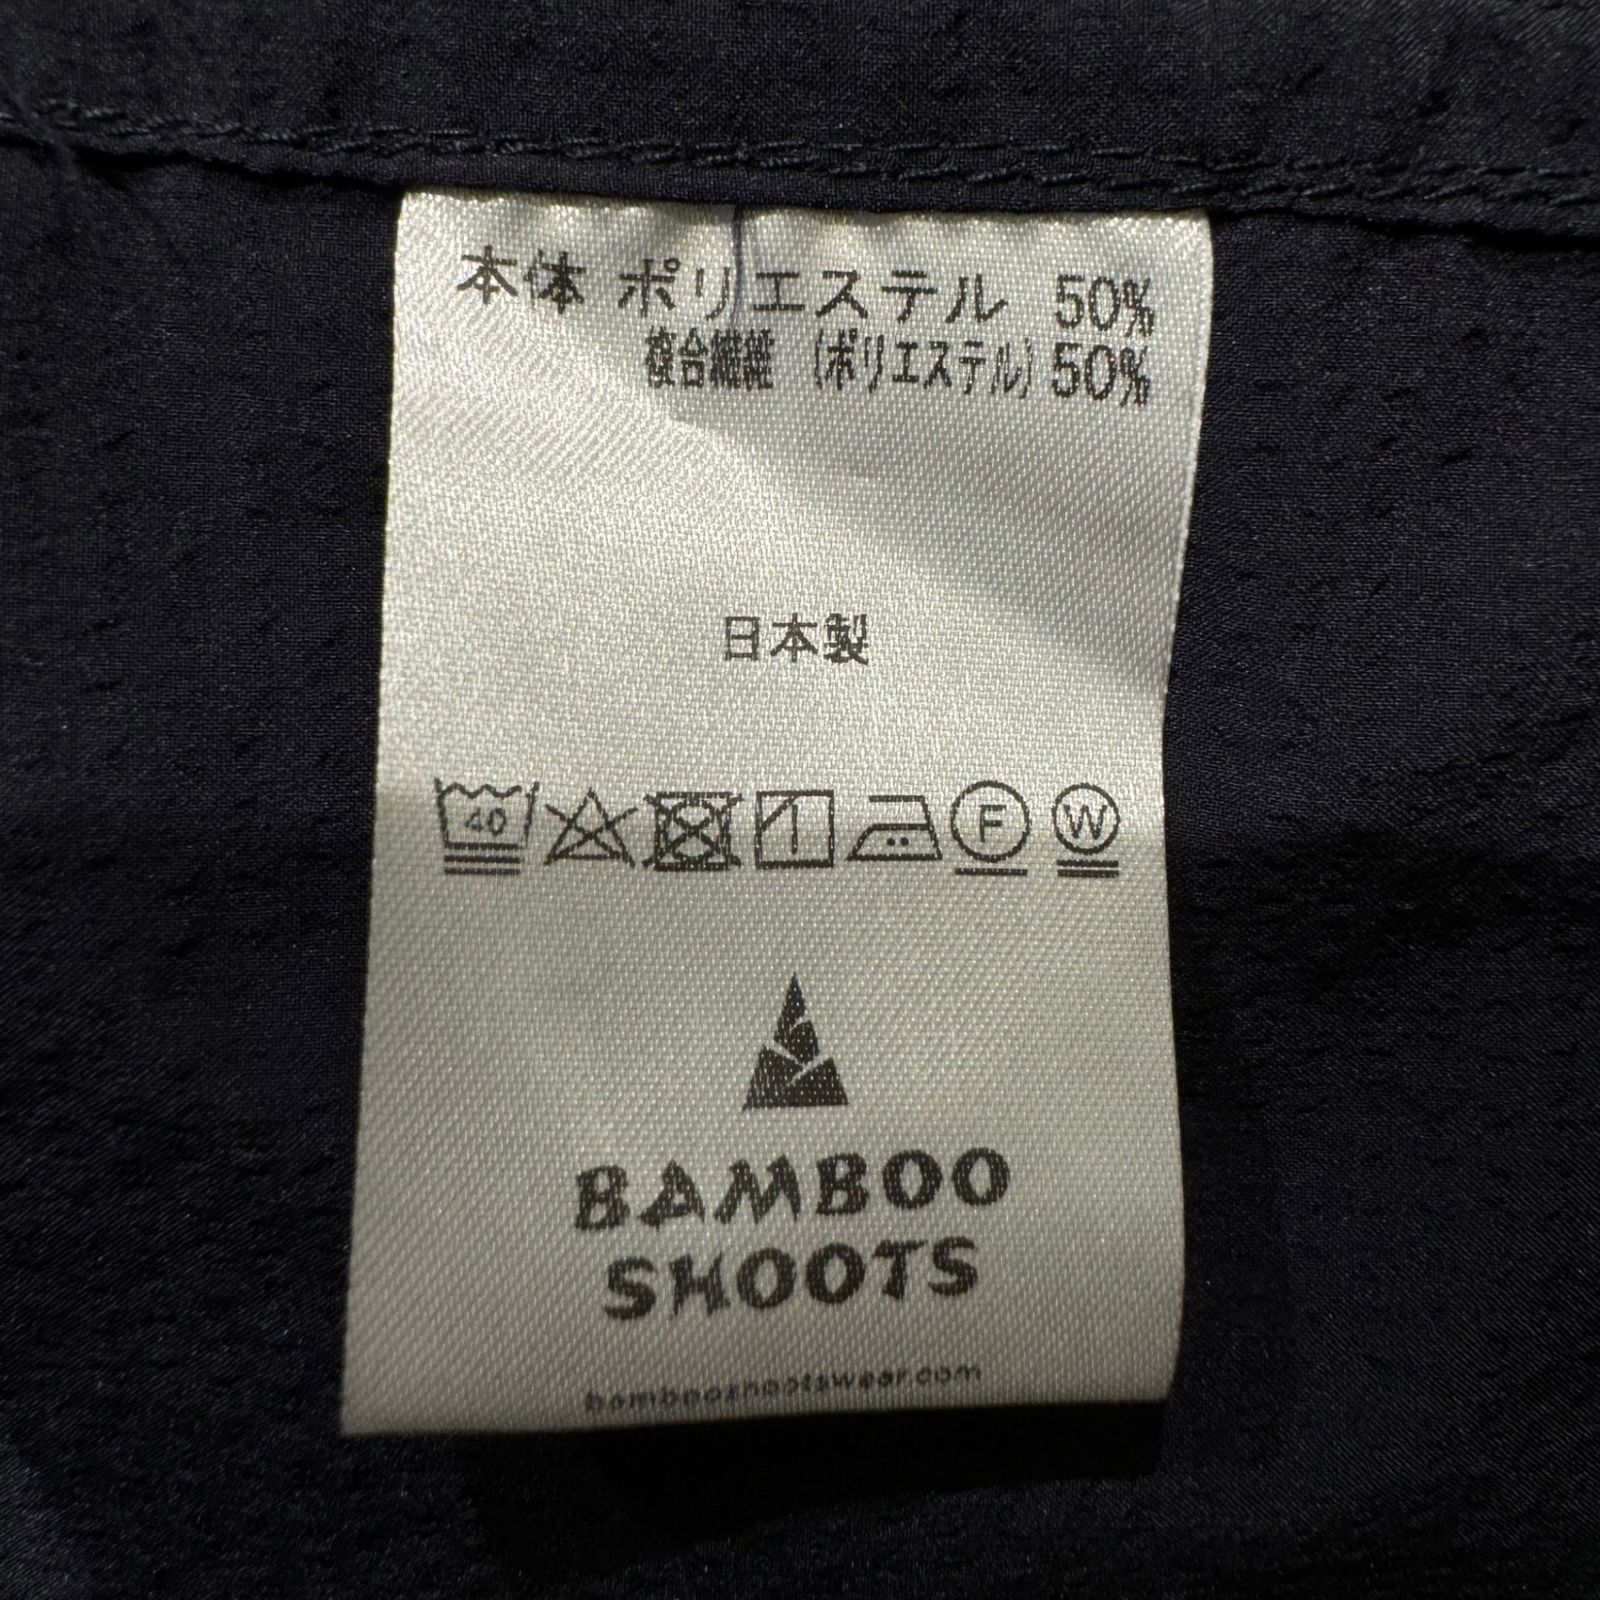 本体 ポリエステル 50%
複合繊維 (ポリエステル) 50%
日本製
40
F
W
BAMBOO
SHOOTS
bambooshootswear.com